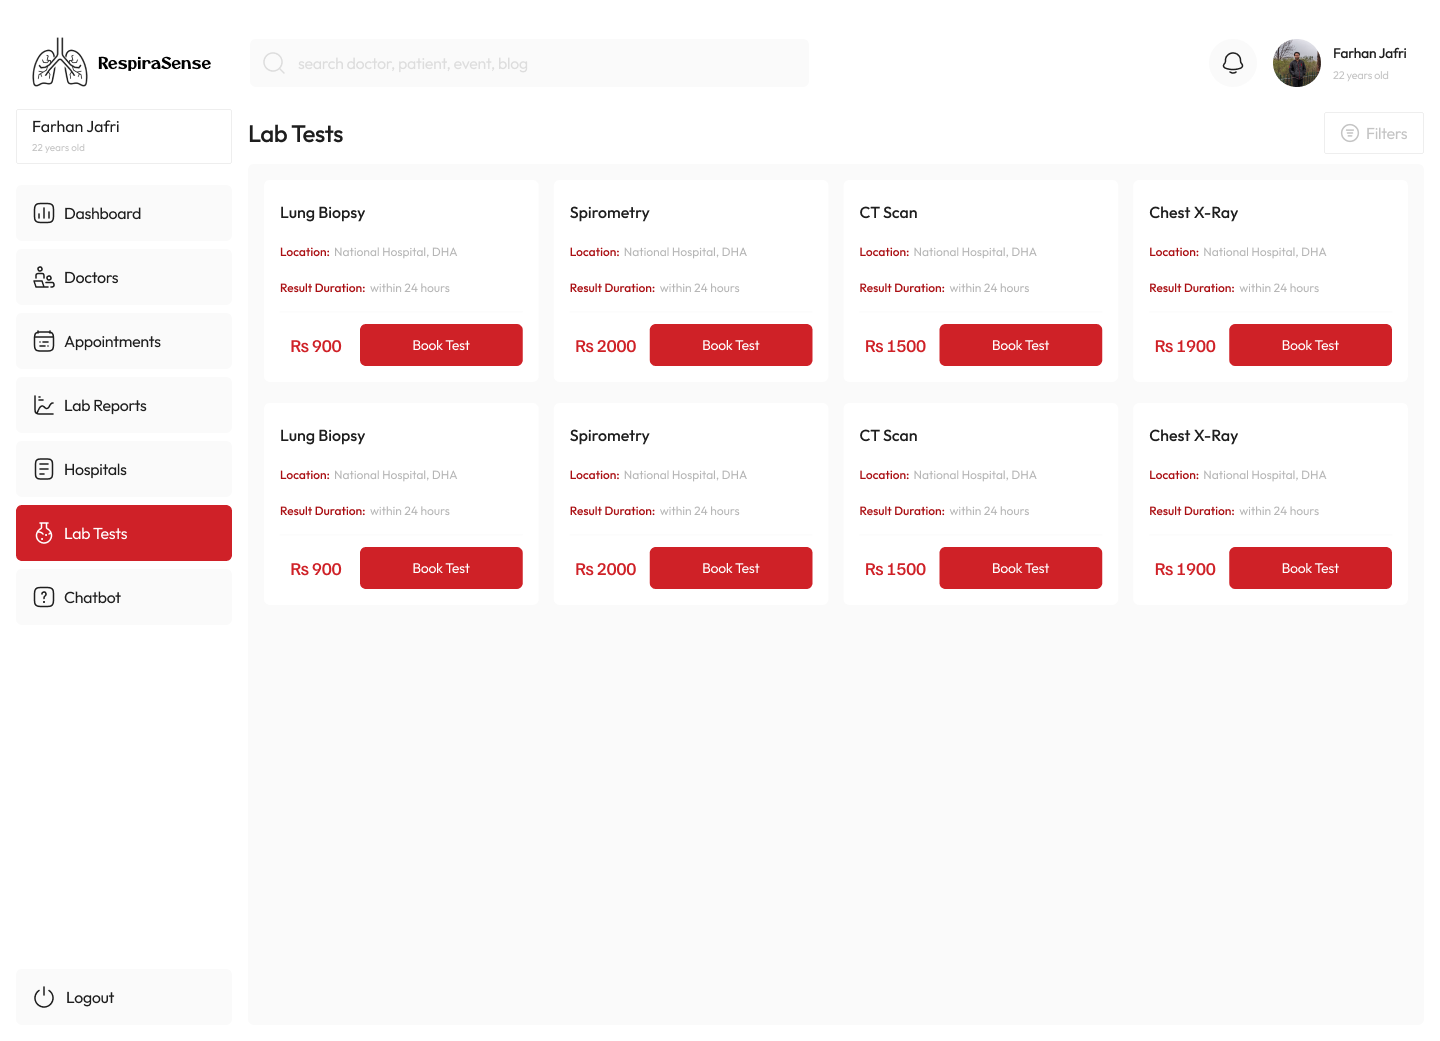 RespiraSense
search doctor, patient, event, blog
Farhan Jafri
22 years old
Farhan Jafri
22 years old
Dashboard
Doctors
Appointments
Lab Reports
Hospitals
Lab Tests
Chatbot
Logout
Lab Tests
Filters
Lung Biopsy
Location: National Hospital, DHA
Result Duration: within 24 hours
Rs 900
Book Test
Spirometry
Location: National Hospital, DHA
Result Duration: within 24 hours
Rs 2000
Book Test
CT Scan
Location: National Hospital, DHA
Result Duration: within 24 hours
Rs 1500
Book Test
Chest X-Ray
Location: National Hospital, DHA
Result Duration: within 24 hours
Rs 1900
Book Test
Lung Biopsy
Location: National Hospital, DHA
Result Duration: within 24 hours
Rs 900
Book Test
Spirometry
Location: National Hospital, DHA
Result Duration: within 24 hours
Rs 2000
Book Test
CT Scan
Location: National Hospital, DHA
Result Duration: within 24 hours
Rs 1500
Book Test
Chest X-Ray
Location: National Hospital, DHA
Result Duration: within 24 hours
Rs 1900
Book Test